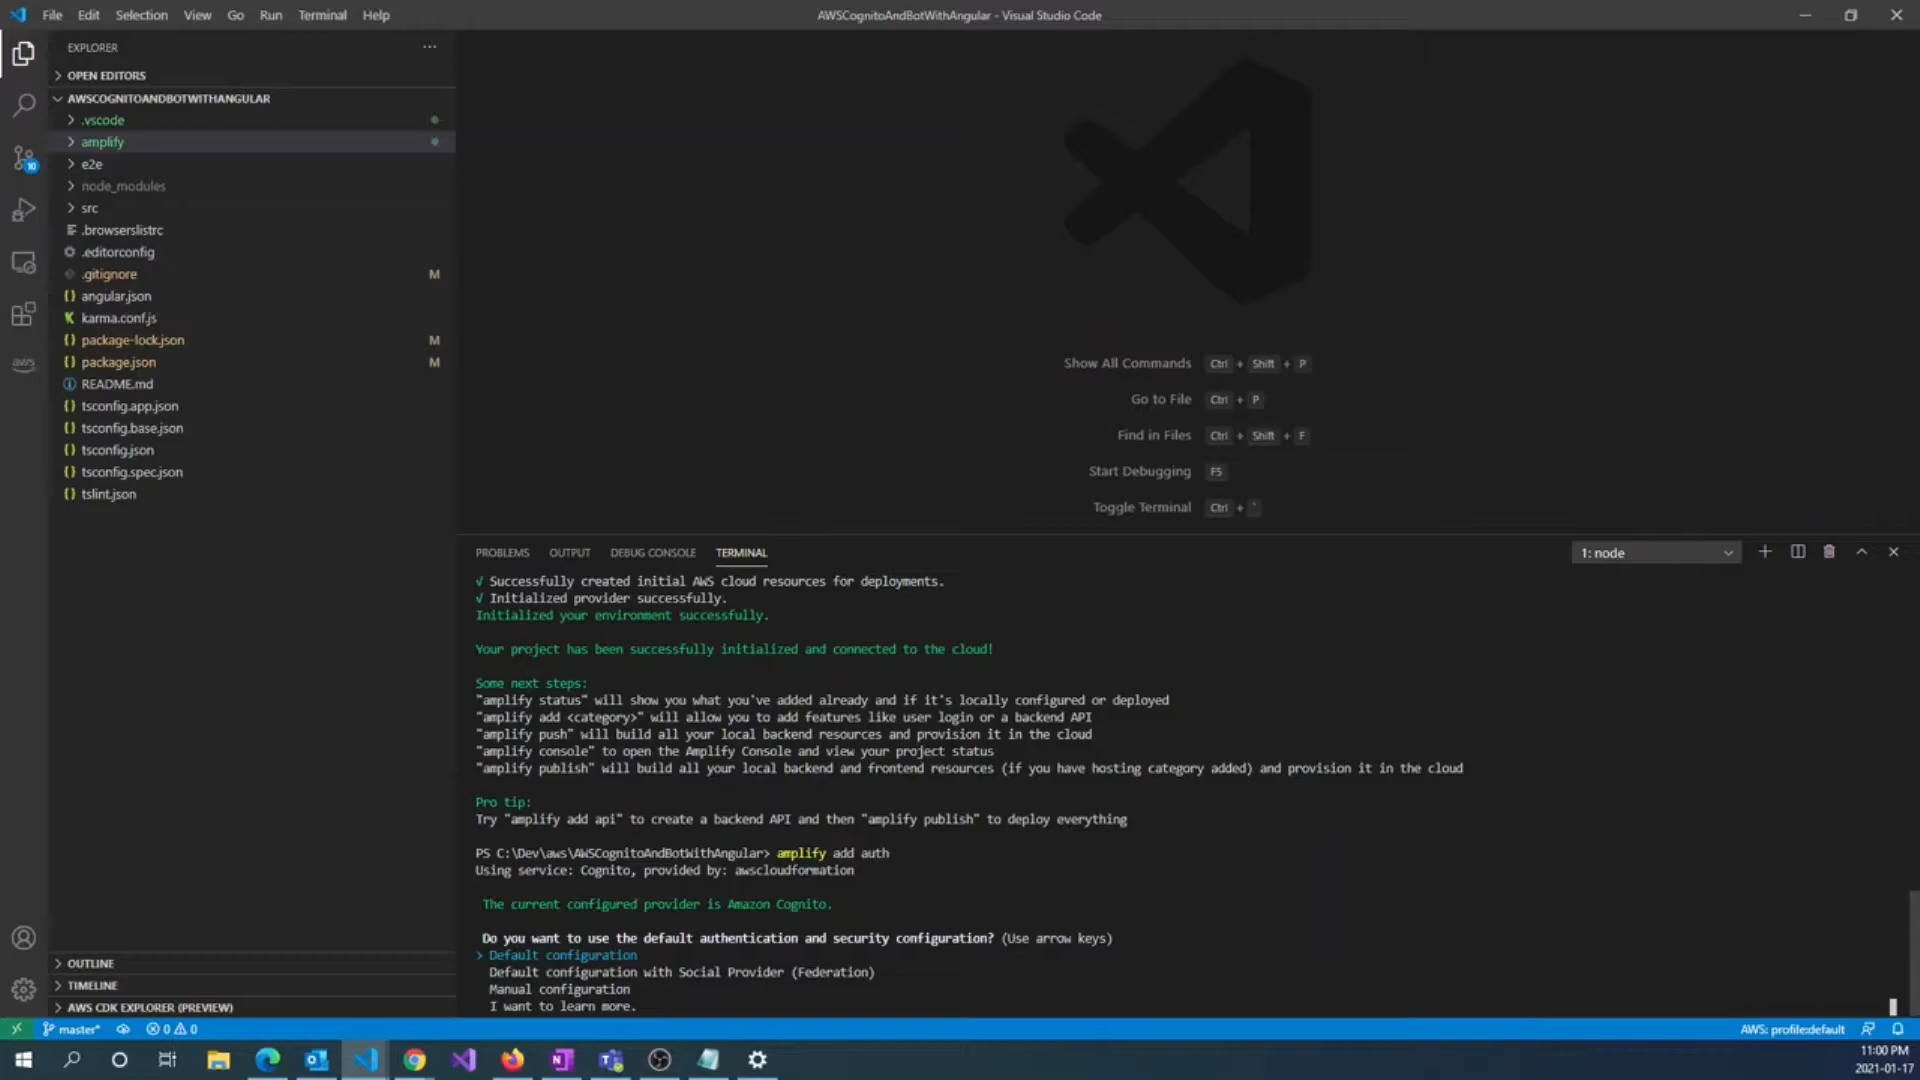 File Edit Selection View Go Run Terminal Help
AWSCognitoAndBotWithAngular - Visual Studio Code
EXPLORER
OPEN EDITORS
AWSCOGNITOANDBOTWITHANGULAR
.vscode
amplify
e2e
node_modules
src
.browserslistrc
.editorconfig
.gitignore M
angular.json
karma.conf.js
package-lock.json M
package.json M
README.md
tsconfig.app.json
tsconfig.base.json
tsconfig.json
tsconfig.spec.json
tslint.json
10
aws
OUTLINE
TIMELINE
AWS CDK EXPLORER (PREVIEW)
Show All Commands Ctrl + Shift + P
Go to File Ctrl + P
Find in Files Ctrl + Shift + F
Start Debugging F5
Toggle Terminal Ctrl + `
PROBLEMS OUTPUT DEBUG CONSOLE TERMINAL
1: node
√ Successfully created initial AWS cloud resources for deployments.
√ Initialized provider successfully.
Initialized your environment successfully.
Your project has been successfully initialized and connected to the cloud!
Some next steps:
"amplify status" will show you what you've added already and if it's locally configured or deployed
"amplify add <category>" will allow you to add features like user login or a backend API
"amplify push" will build all your local backend resources and provision it in the cloud
"amplify console" to open the Amplify Console and view your project status
"amplify publish" will build all your local backend and frontend resources (if you have hosting category added) and provision it in the cloud
Pro tip:
Try "amplify add api" to create a backend API and then "amplify publish" to deploy everything
PS C:\Dev\aws\AWSCognitoAndBotWithAngular> amplify add auth
Using service: Cognito, provided by: awscloudformation
The current configured provider is Amazon Cognito.
Do you want to use the default authentication and security configuration? (Use arrow keys)
> Default configuration
Default configuration with Social Provider (Federation)
Manual configuration
I want to learn more.
master* 0 0
AWS: profile:default
11:00 PM
2021-01-17